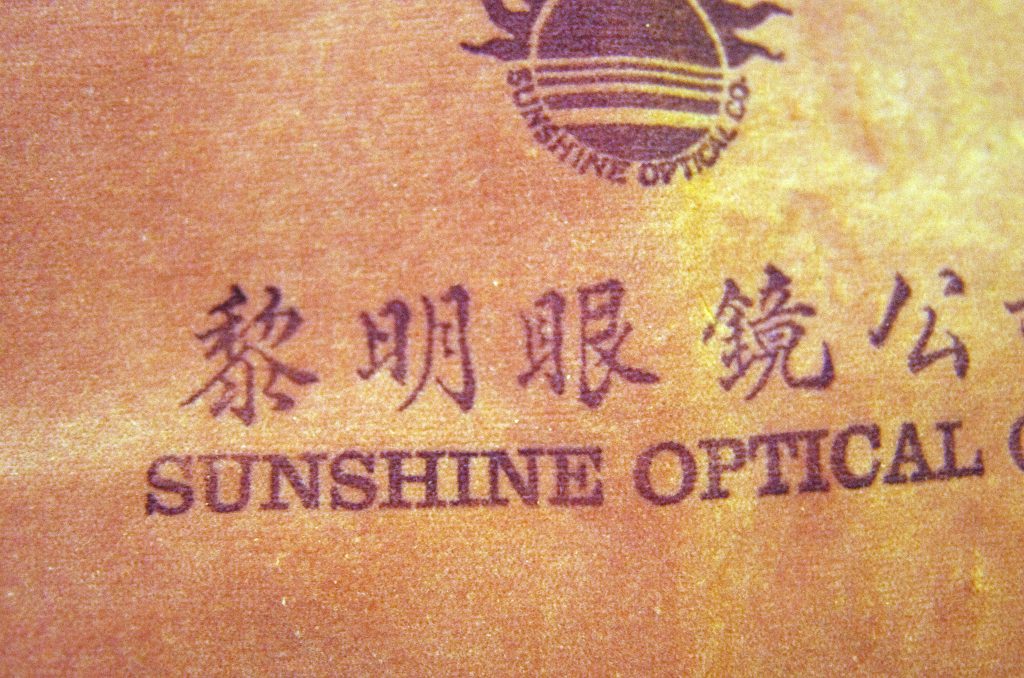 SUNSHINE OPTICAL CO.
黎明眼鏡公
SUNSHINE OPTICAL